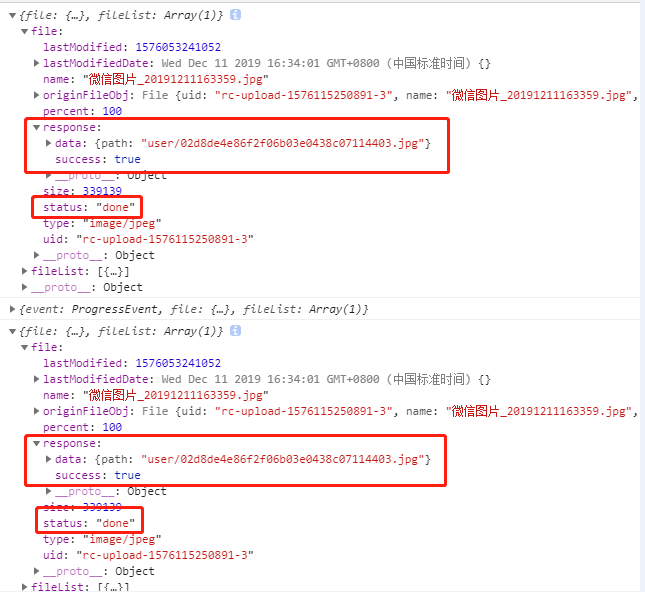 {file: {…}, fileList: Array(1)} i
file:
lastModified: 1576053241052
lastModifiedDate: Wed Dec 11 2019 16:34:01 GMT+0800 (中国标准时间) {}
name: "微信图片_20191211163359.jpg"
originFileObj: File {uid: "rc-upload-1576115250891-3", name: "微信图片_20191211163359.jpg",
percent: 100
response:
data: {path: "user/02d8de4e86f2f06b03e0438c07114403.jpg"}
success: true
__proto__: Object
size: 339139
status: "done"
type: "image/jpeg"
uid: "rc-upload-1576115250891-3"
__proto__: Object
fileList: [{…}]
__proto__: Object
{event: ProgressEvent, file: {…}, fileList: Array(1)}
{file: {…}, fileList: Array(1)} i
file:
lastModified: 1576053241052
lastModifiedDate: Wed Dec 11 2019 16:34:01 GMT+0800 (中国标准时间) {}
name: "微信图片_20191211163359.jpg"
originFileObj: File {uid: "rc-upload-1576115250891-3", name: "微信图片_20191211163359.jpg",
percent: 100
response:
data: {path: "user/02d8de4e86f2f06b03e0438c07114403.jpg"}
success: true
__proto__: Object
size: 339139
status: "done"
type: "image/jpeg"
uid: "rc-upload-1576115250891-3"
__proto__: Object
fileList: [{…}]